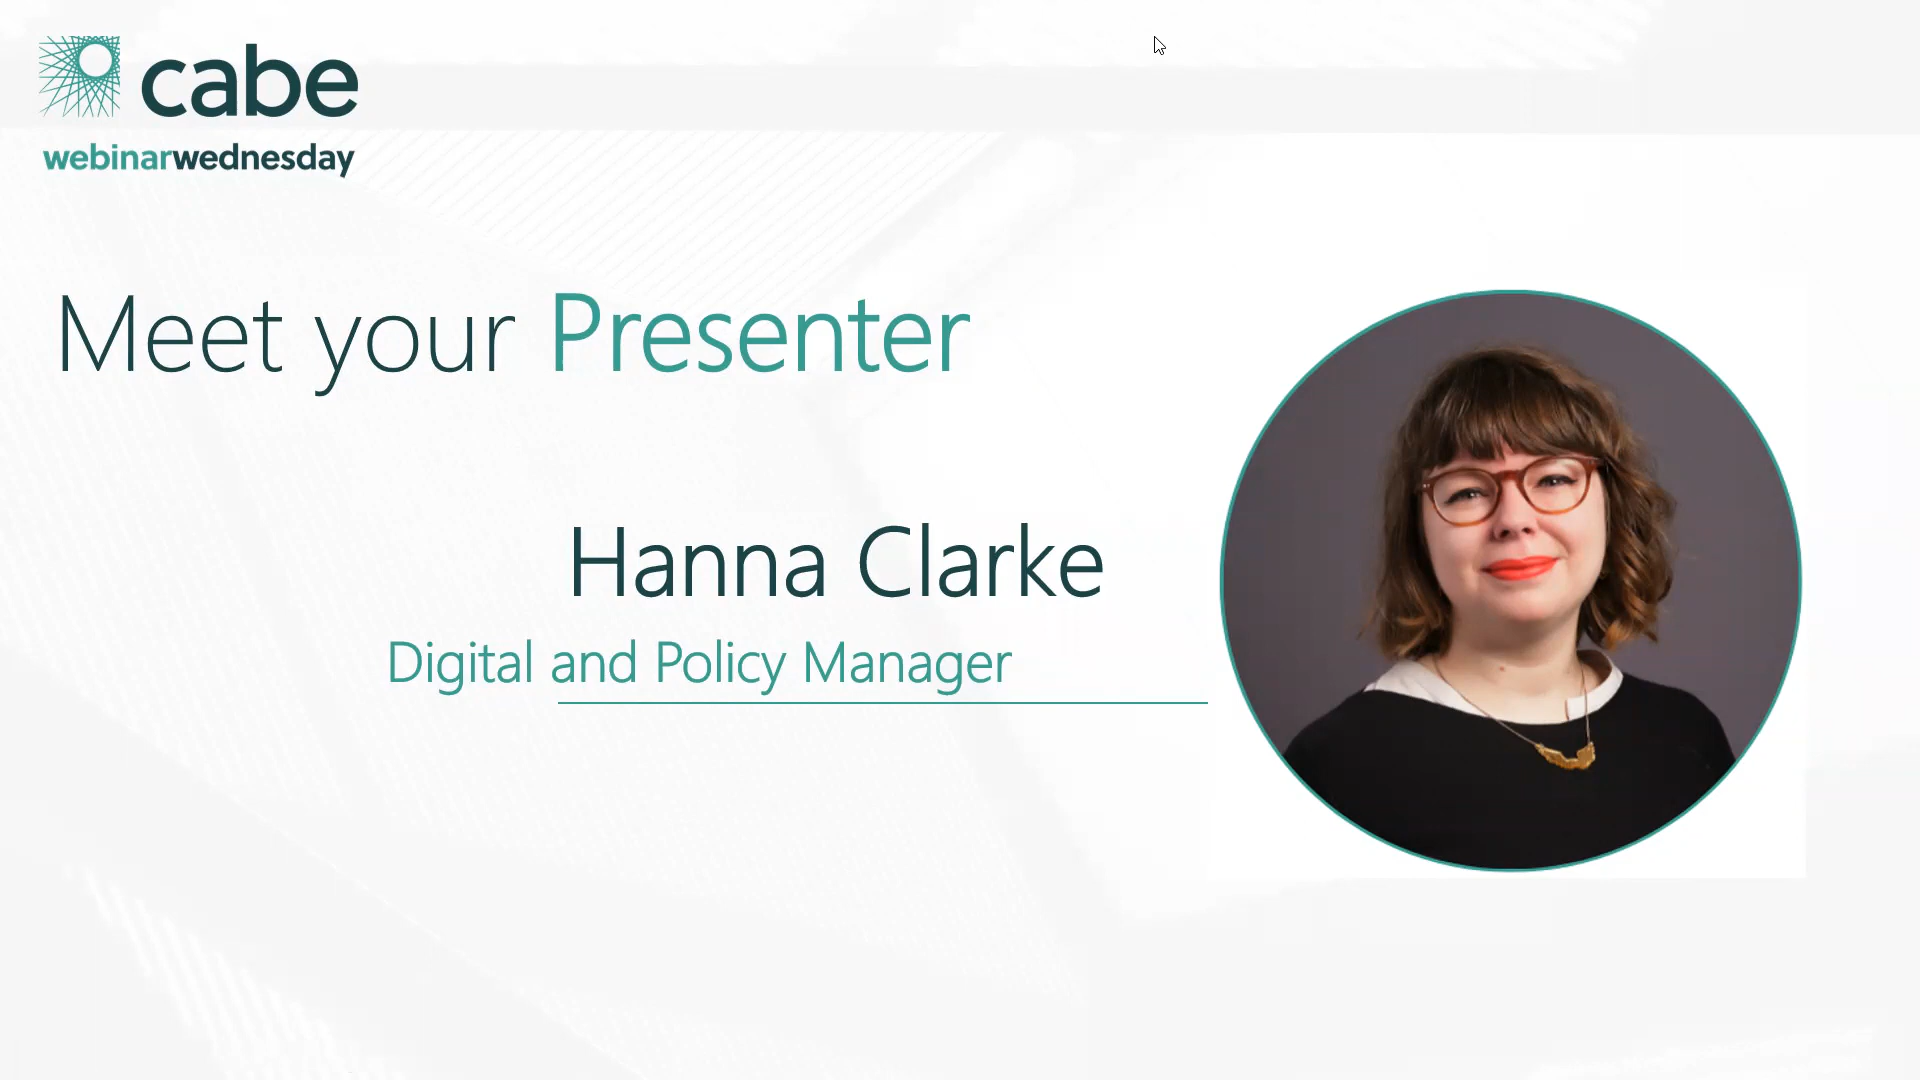 cabe
webinarwednesday
Meet your Presenter
Hanna Clarke
Digital and Policy Manager